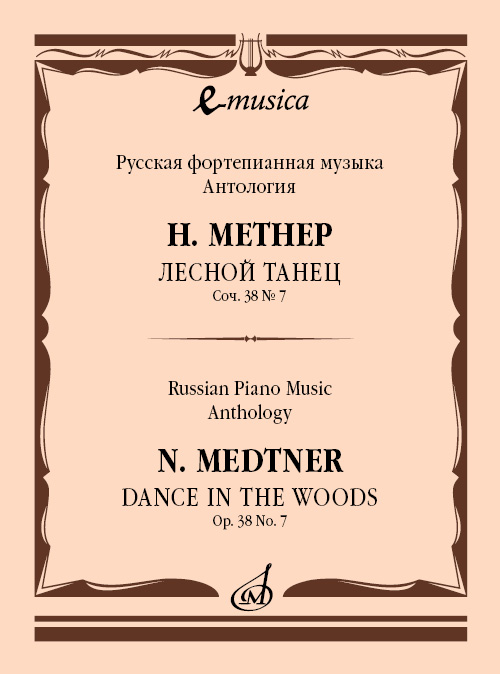 e-musica
Русская фортепианная музыка
Антология
Н. МЕТНЕР
ЛЕСНОЙ ТАНЕЦ
Соч. 38 № 7
Russian Piano Music
Anthology
N. MEDTNER
DANCE IN THE WOODS
Op. 38 No. 7
М